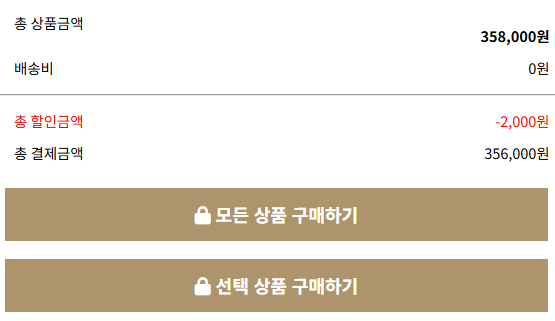 총 상품금액
358,000원
배송비 0원
총 할인금액 -2,000원
총 결제금액 356,000원
모든 상품 구매하기
선택 상품 구매하기